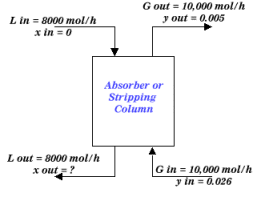 G out = 10,000 mol/h
y out = 0.005
L in = 8000 mol/h
x in = 0
Absorber or
Stripping
Column
L out = 8000 mol/h
x out = ?
G in = 10,000 mol/h
y in = 0.026